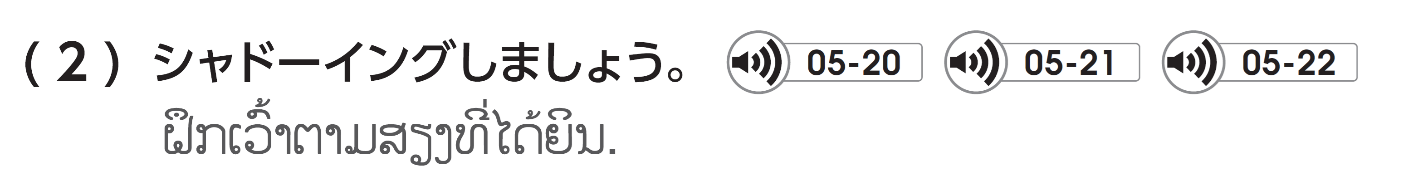 ( 2 ) シャドーイングしましょう。 05-20 05-21 05-22
ຝຶກເວົ້າຕາມສຽງທີ່ໄດ້ຍິນ.